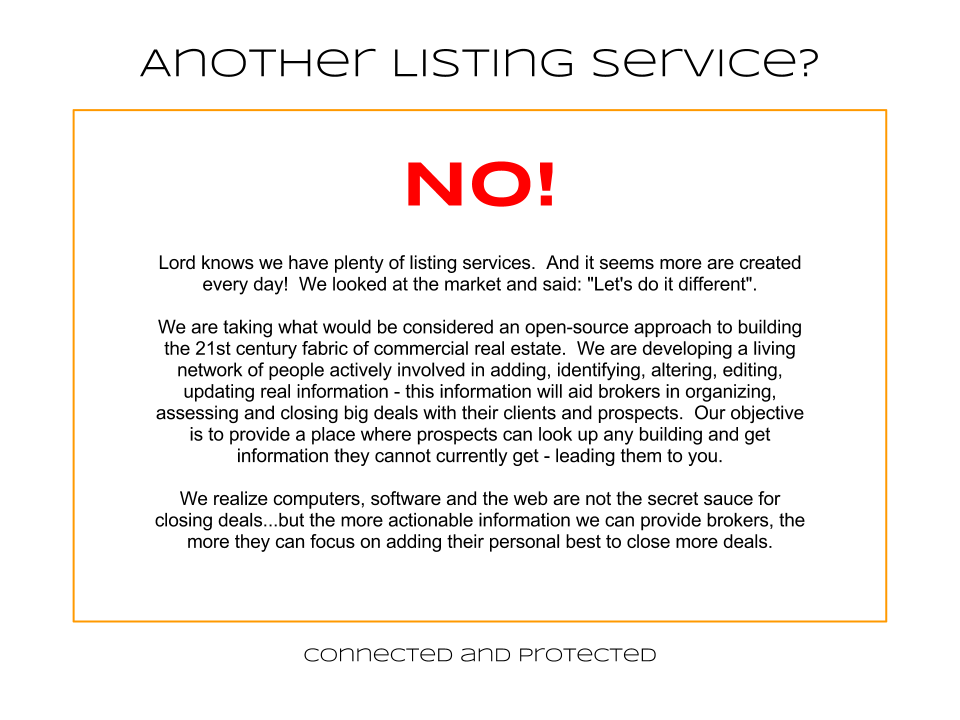 Another Listing Service?
NO!
Lord knows we have plenty of listing services.  And it seems more are created
every day!  We looked at the market and said: "Let's do it different".
We are taking what would be considered an open-source approach to building
the 21st century fabric of commercial real estate.  We are developing a living
network of people actively involved in adding, identifying, altering, editing,
updating real information - this information will aid brokers in organizing,
assessing and closing big deals with their clients and prospects.  Our objective
is to provide a place where prospects can look up any building and get
information they cannot currently get - leading them to you.
We realize computers, software and the web are not the secret sauce for
closing deals...but the more actionable information we can provide brokers, the
more they can focus on adding their personal best to close more deals.
connected and protected